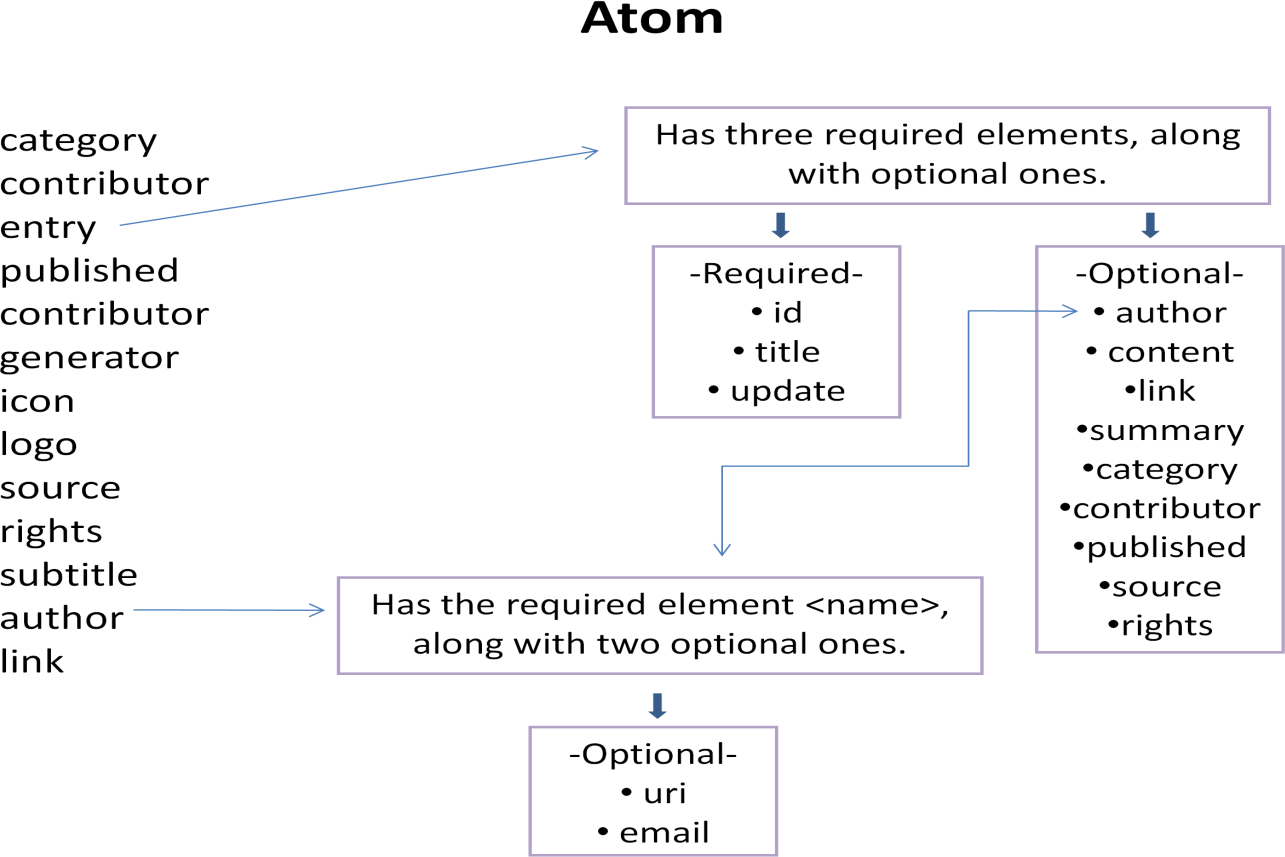 Atom
category
contributor
entry
published
contributor
generator
icon
logo
source
rights
subtitle
author
link
Has three required elements, along
with optional ones.
-Required-
• id
• title
• update
-Optional-
• author
• content
•link
•summary
•category
•contributor
•published
•source
•rights
Has the required element <name>,
along with two optional ones.
-Optional-
• uri
• email